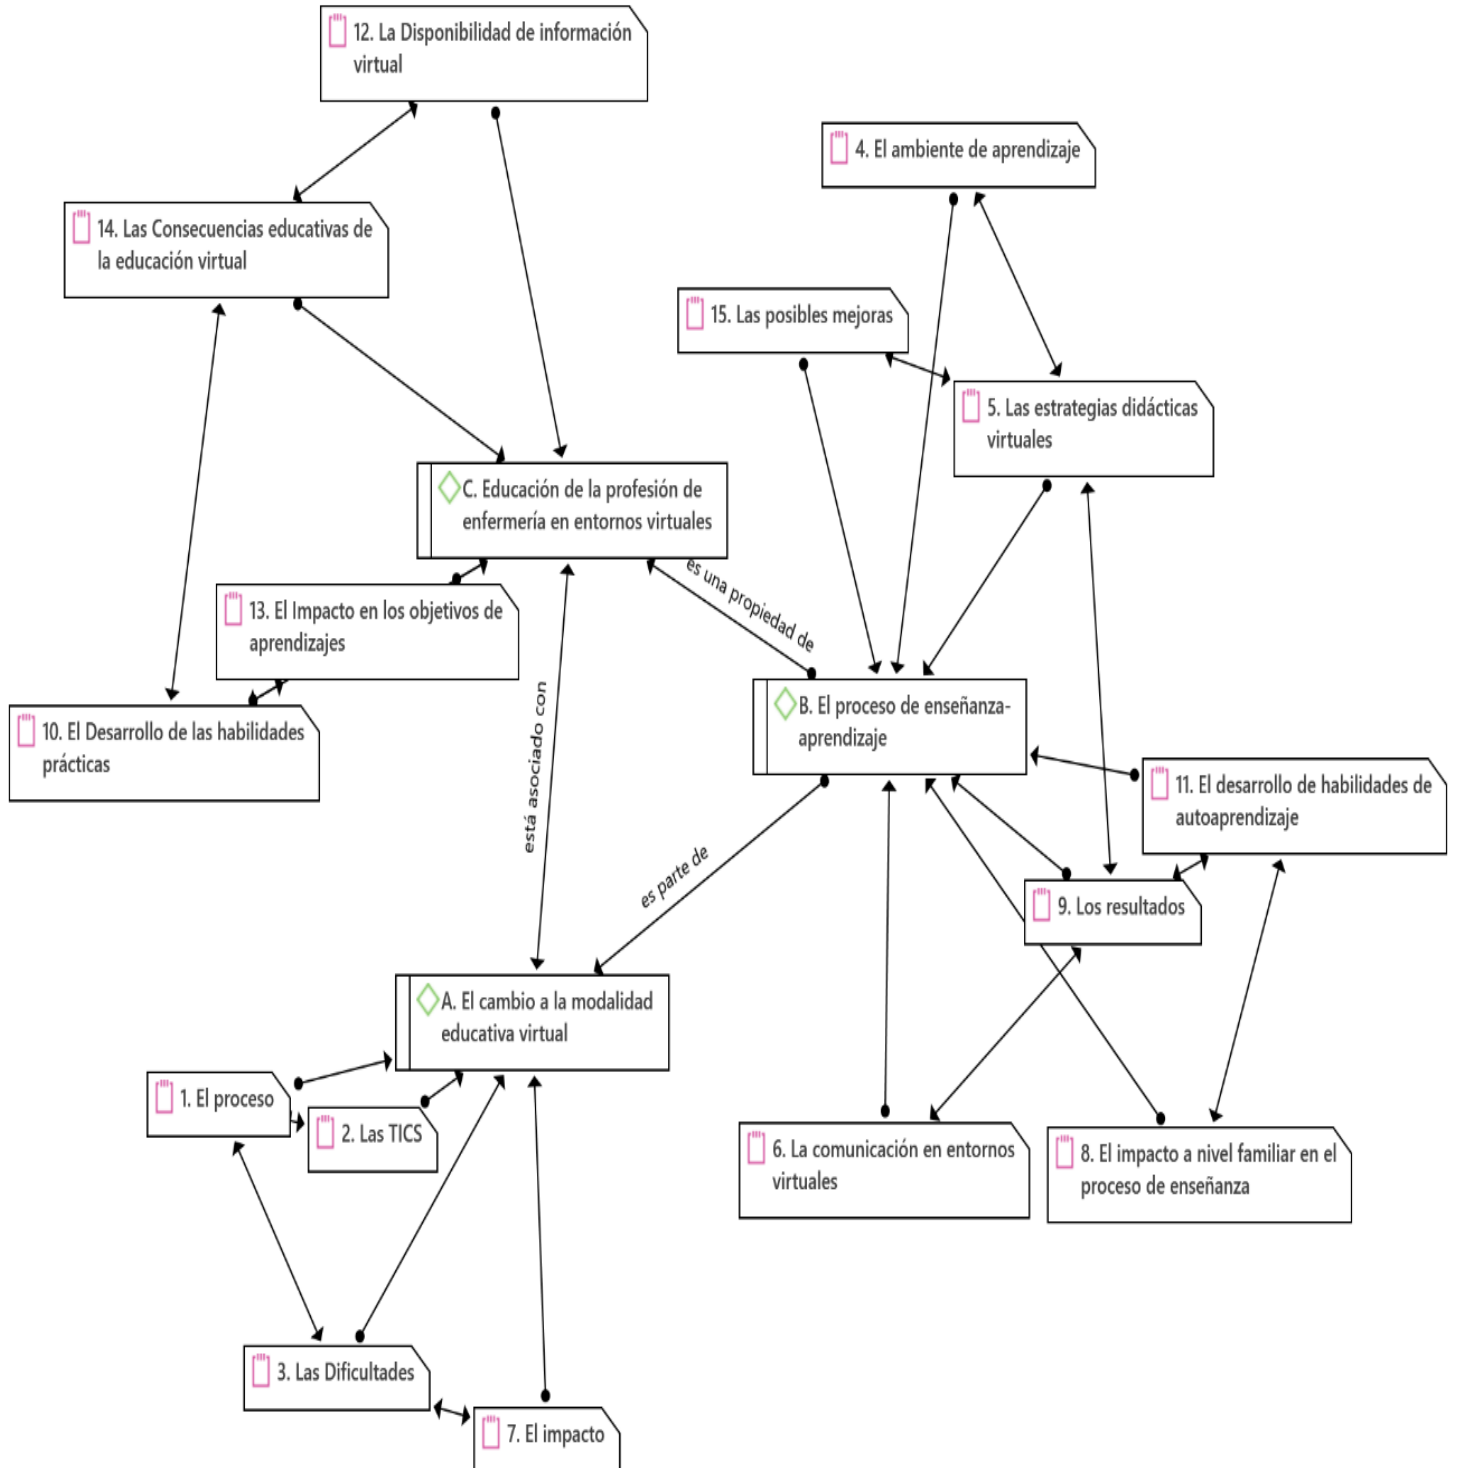 12. La Disponibilidad de información
virtual
4. El ambiente de aprendizaje
14. Las Consecuencias educativas de
la educación virtual
15. Las posibles mejoras
5. Las estrategias didácticas
virtuales
C. Educación de la profesión de
enfermería en entornos virtuales
es una propiedad de
13. El Impacto en los objetivos de
aprendizajes
está asociado con
10. El Desarrollo de las habilidades
prácticas
B. El proceso de enseñanza-
aprendizaje
11. El desarrollo de habilidades de
autoaprendizaje
es parte de
9. Los resultados
A. El cambio a la modalidad
educativa virtual
1. El proceso
2. Las TICS
6. La comunicación en entornos
virtuales
8. El impacto a nivel familiar en el
proceso de enseñanza
3. Las Dificultades
7. El impacto